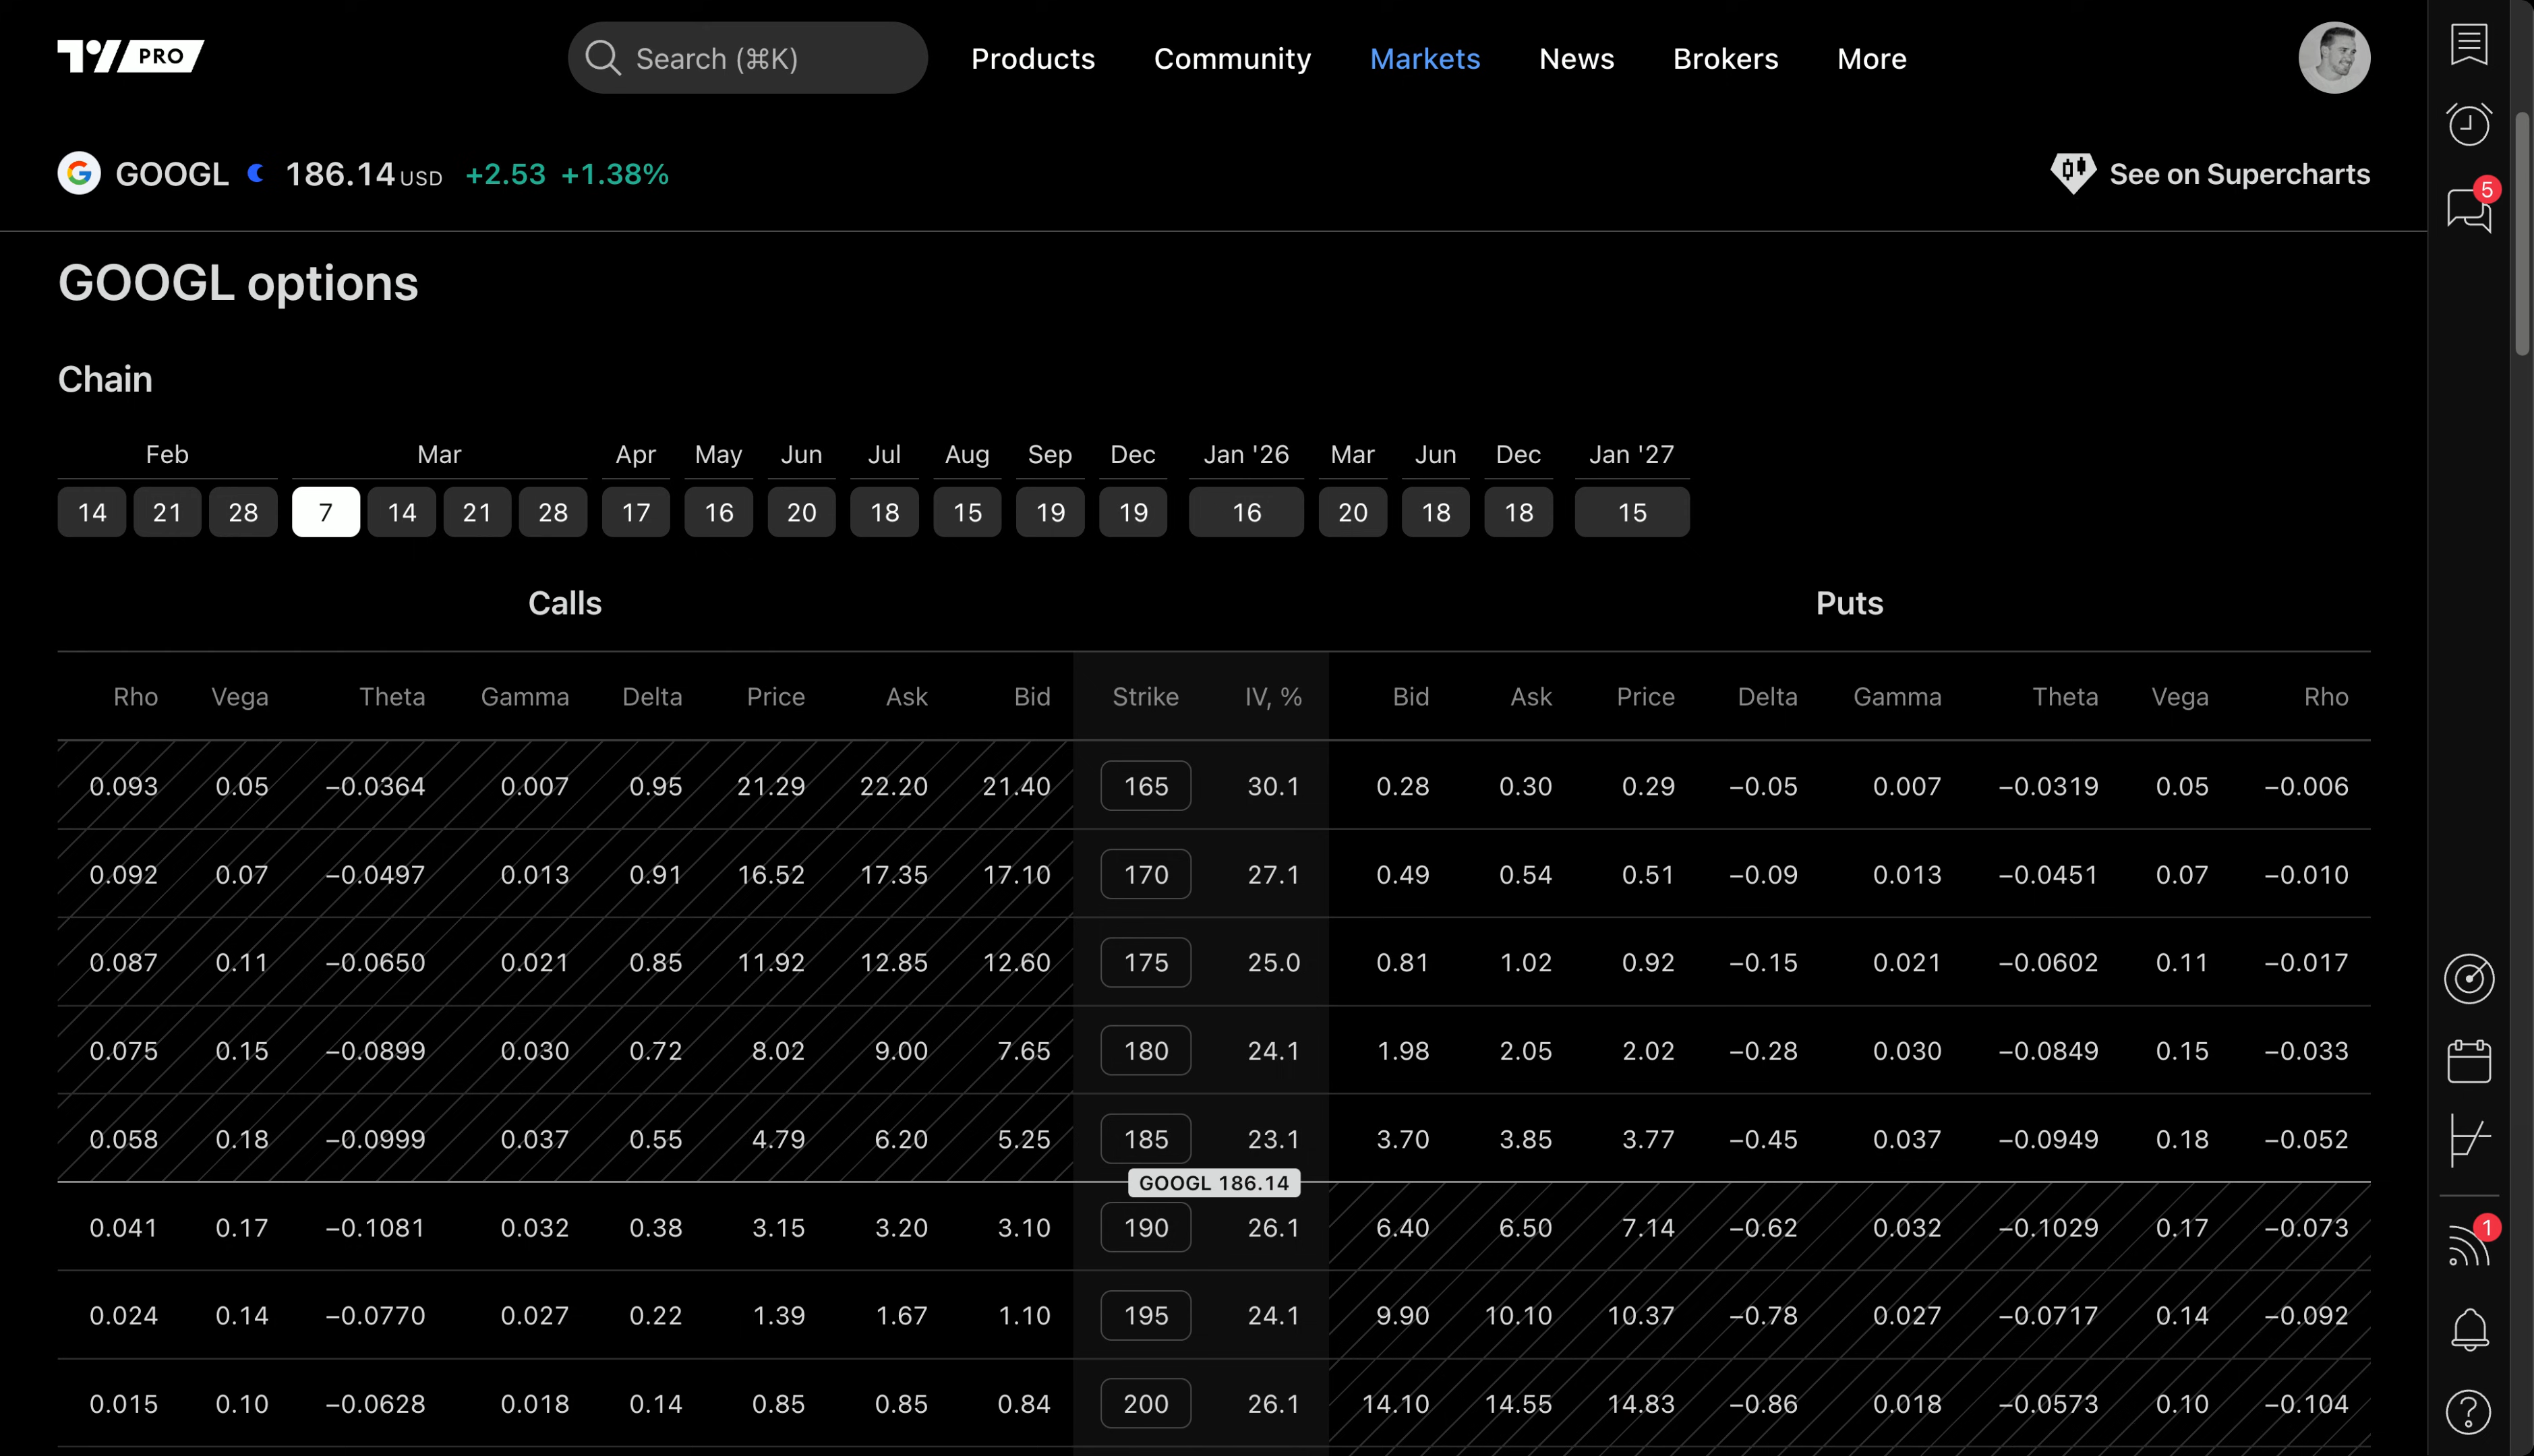 TV PRO
Search (⌘K)
Products Community Markets News Brokers More
GOOGL 186.14 USD +2.53 +1.38%
See on Supercharts
5
GOOGL options
Chain
Feb Mar Apr May Jun Jul Aug Sep Dec Jan '26 Mar Jun Dec Jan '27
14 21 28 7 14 21 28 17 16 20 18 15 19 19 16 20 18 18 15
Calls Puts
Rho Vega Theta Gamma Delta Price Ask Bid Strike IV, % Bid Ask Price Delta Gamma Theta Vega Rho
0.093 0.05 −0.0364 0.007 0.95 21.29 22.20 21.40 165 30.1 0.28 0.30 0.29 −0.05 0.007 −0.0319 0.05 −0.006
0.092 0.07 −0.0497 0.013 0.91 16.52 17.35 17.10 170 27.1 0.49 0.54 0.51 −0.09 0.013 −0.0451 0.07 −0.010
0.087 0.11 −0.0650 0.021 0.85 11.92 12.85 12.60 175 25.0 0.81 1.02 0.92 −0.15 0.021 −0.0602 0.11 −0.017
0.075 0.15 −0.0899 0.030 0.72 8.02 9.00 7.65 180 24.1 1.98 2.05 2.02 −0.28 0.030 −0.0849 0.15 −0.033
0.058 0.18 −0.0999 0.037 0.55 4.79 6.20 5.25 185 23.1 3.70 3.85 3.77 −0.45 0.037 −0.0949 0.18 −0.052
GOOGL 186.14
0.041 0.17 −0.1081 0.032 0.38 3.15 3.20 3.10 190 26.1 6.40 6.50 7.14 −0.62 0.032 −0.1029 0.17 −0.073
1
0.024 0.14 −0.0770 0.027 0.22 1.39 1.67 1.10 195 24.1 9.90 10.10 10.37 −0.78 0.027 −0.0717 0.14 −0.092
0.015 0.10 −0.0628 0.018 0.14 0.85 0.85 0.84 200 26.1 14.10 14.55 14.83 −0.86 0.018 −0.0573 0.10 −0.104